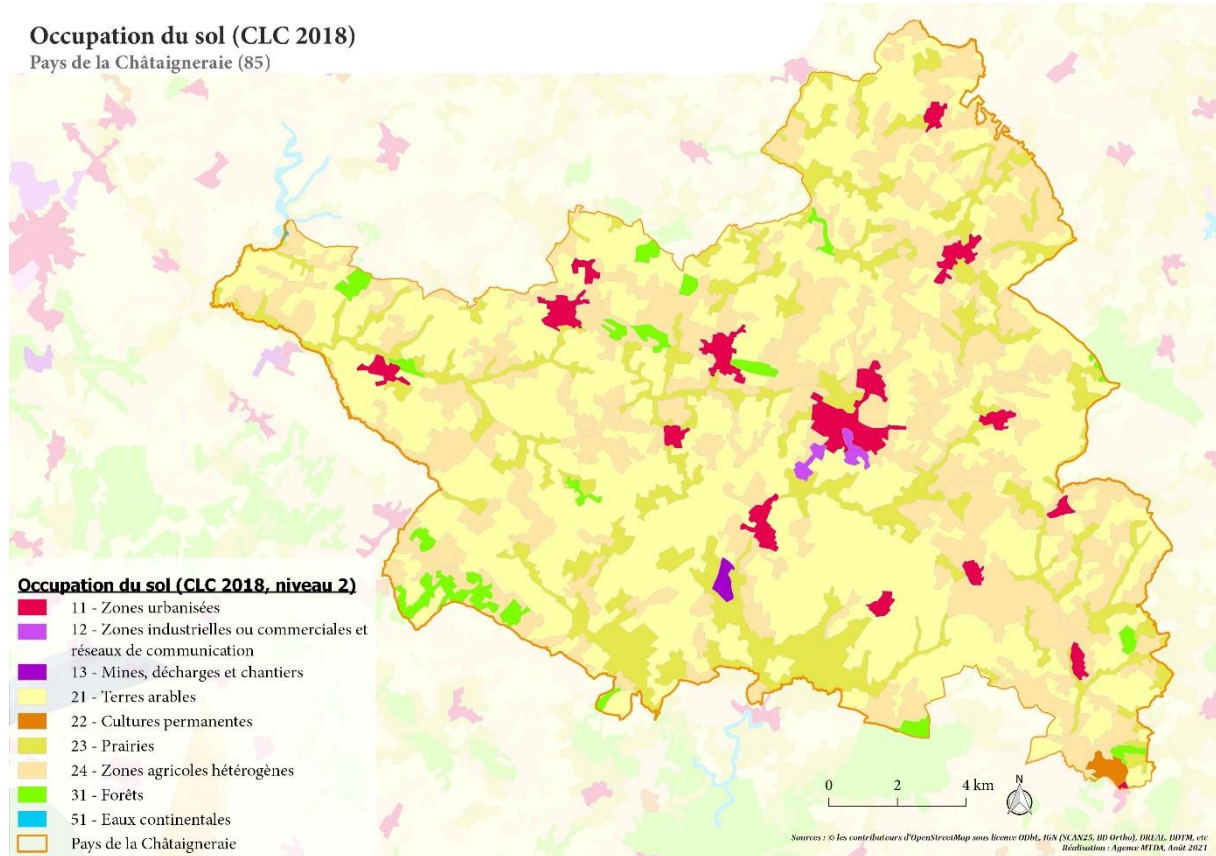 Occupation du sol (CLC 2018)
Pays de la Châtaigneraie (85)
Occupation du sol (CLC 2018, niveau 2)
11 - Zones urbanisées
12 - Zones industrielles ou commerciales et
réseaux de communication
13 - Mines, décharges et chantiers
21 - Terres arables
22 - Cultures permanentes
23 - Prairies
24 - Zones agricoles hétérogènes
31 - Forêts
51 - Eaux continentales
Pays de la Châtaigneraie
0 2 4 km
N
Sources : © les contributeurs d'OpenStreetMap sous licence ODbL, IGN (SCAN25, BD Ortho), DREAL, DDTM, etc
Réalisation : Agence MTDA, Août 2021